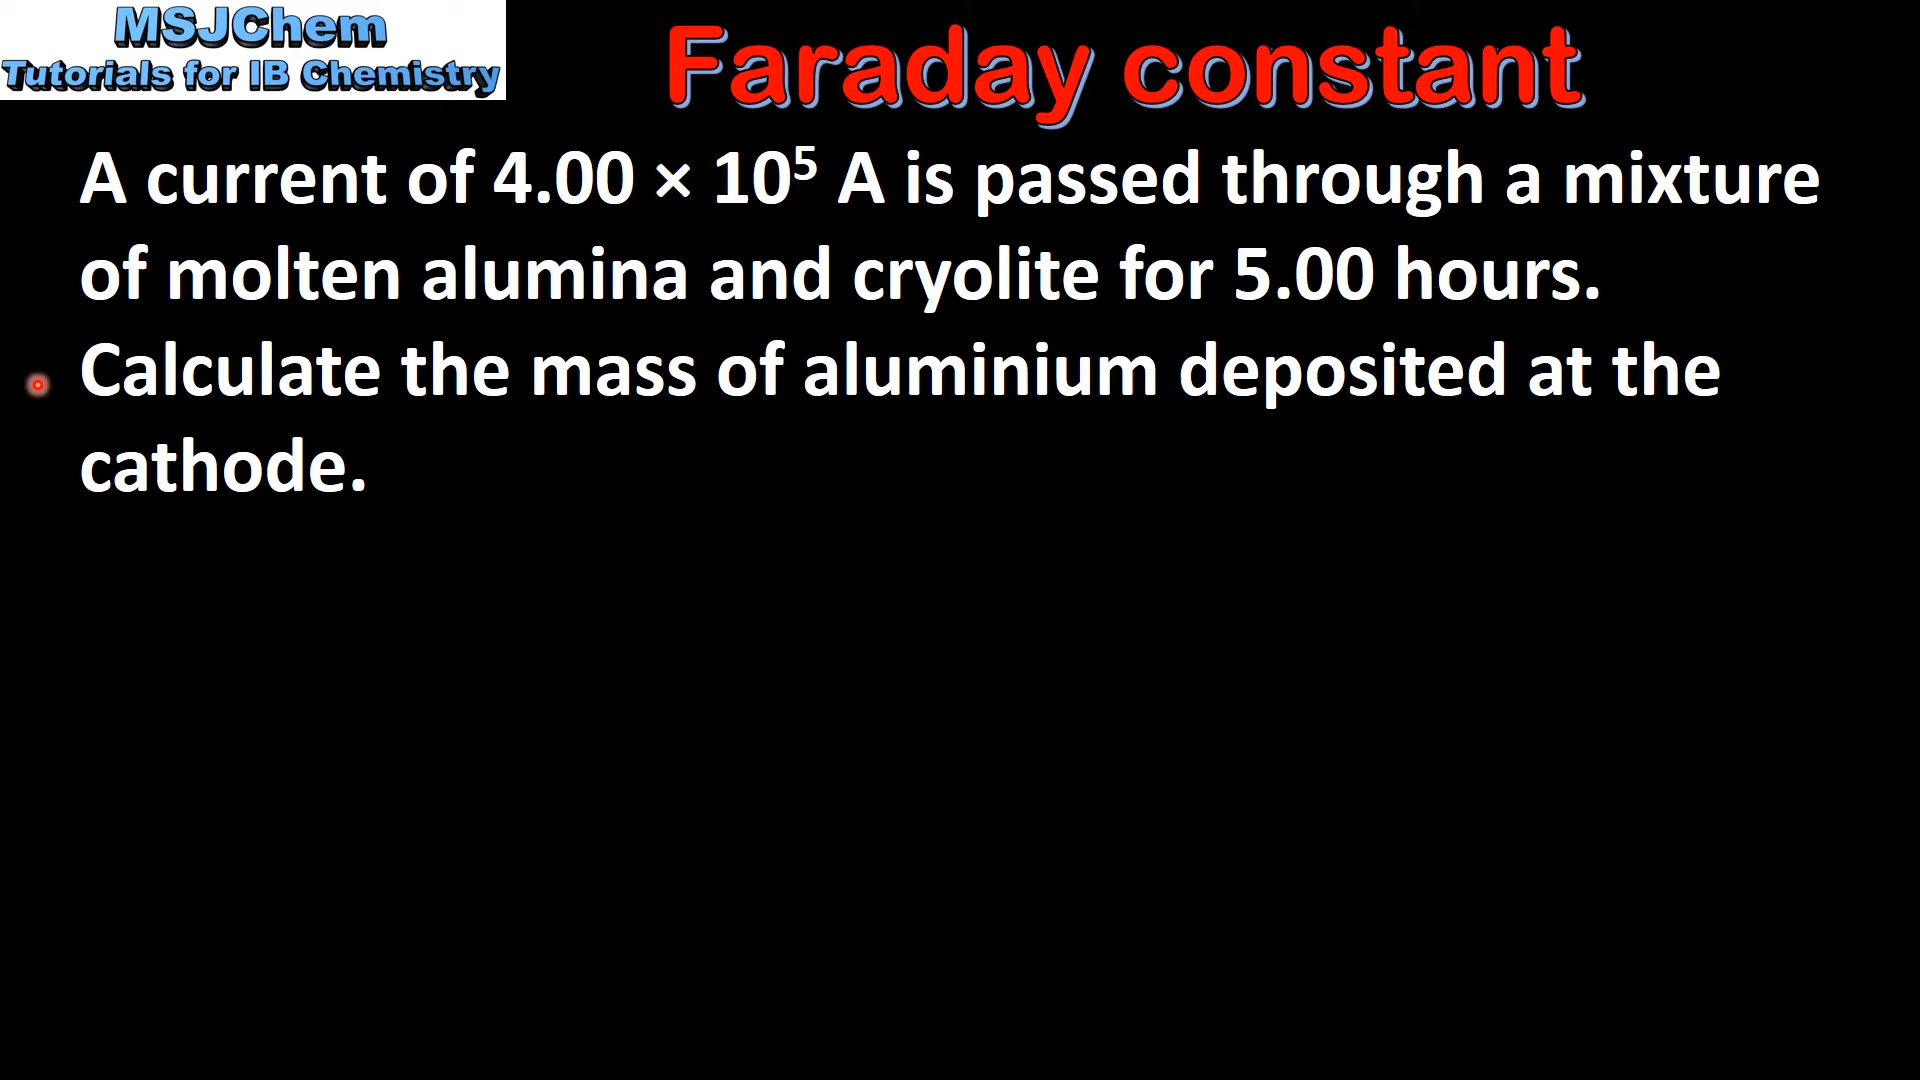 MSJChem
Tutorials for IB Chemistry
Faraday constant
A current of 4.00 × 10⁵ A is passed through a mixture
of molten alumina and cryolite for 5.00 hours.
Calculate the mass of aluminium deposited at the
cathode.